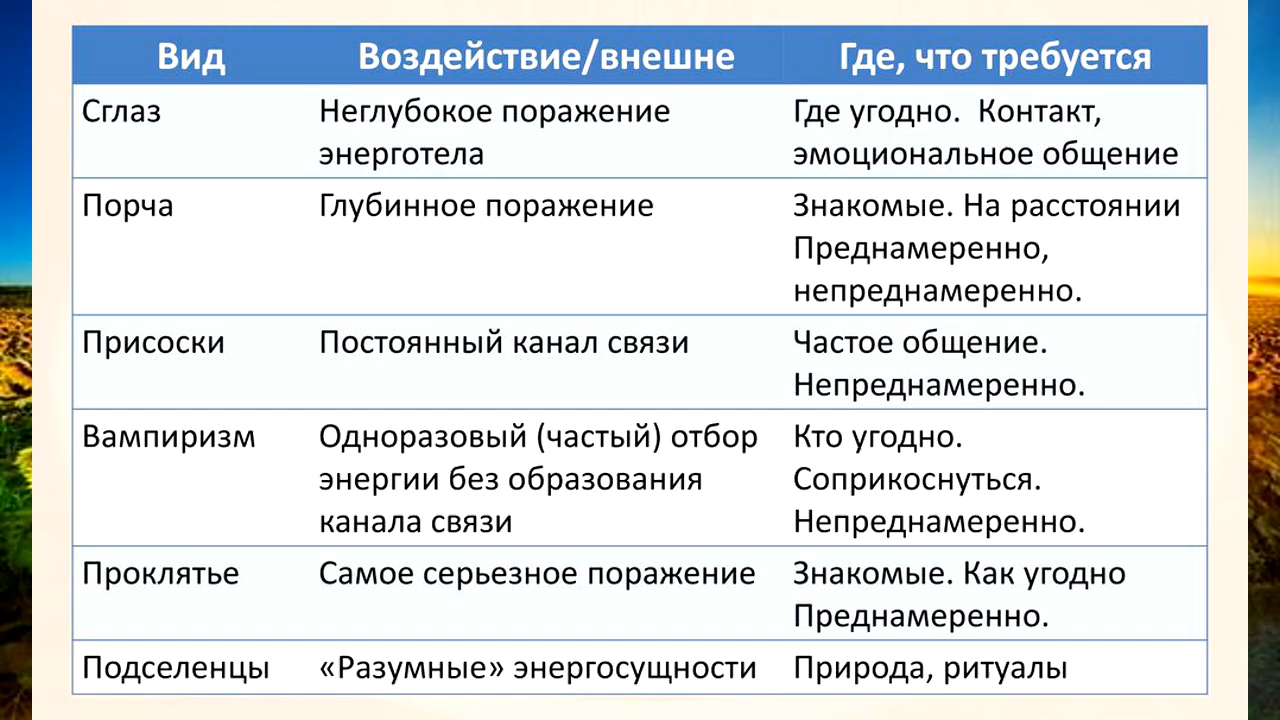 Вид Воздействие/внешне Где, что требуется
Сглаз Неглубокое поражение Где угодно. Контакт,
энерготела эмоциональное общение
Порча Глубинное поражение Знакомые. На расстоянии
Преднамеренно,
непреднамеренно.
Присоски Постоянный канал связи Частое общение.
Непреднамеренно.
Вампиризм Одноразовый (частый) отбор Кто угодно.
энергии без образования Соприкоснуться.
канала связи Непреднамеренно.
Проклятье Самое серьезное поражение Знакомые. Как угодно
Преднамеренно.
Подселенцы «Разумные» энергосущности Природа, ритуалы